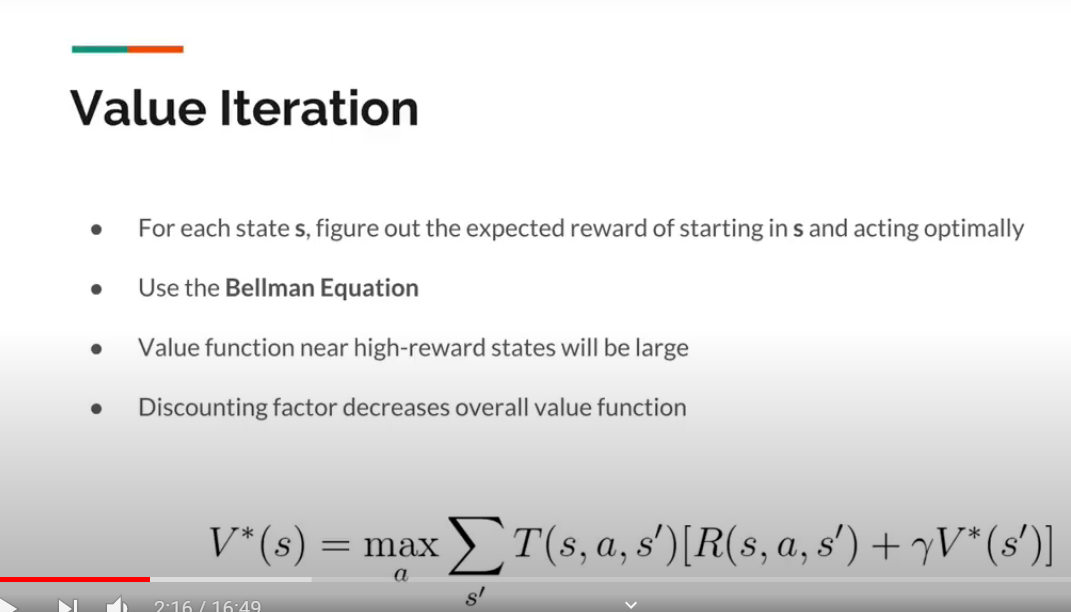 Value Iteration
● For each state s, figure out the expected reward of starting in s and acting optimally
● Use the Bellman Equation
● Value function near high-reward states will be large
● Discounting factor decreases overall value function
V*(s) = max_a ∑_{s′} T(s, a, s′)[R(s, a, s′) + γV*(s′)]
2:16 / 16:49